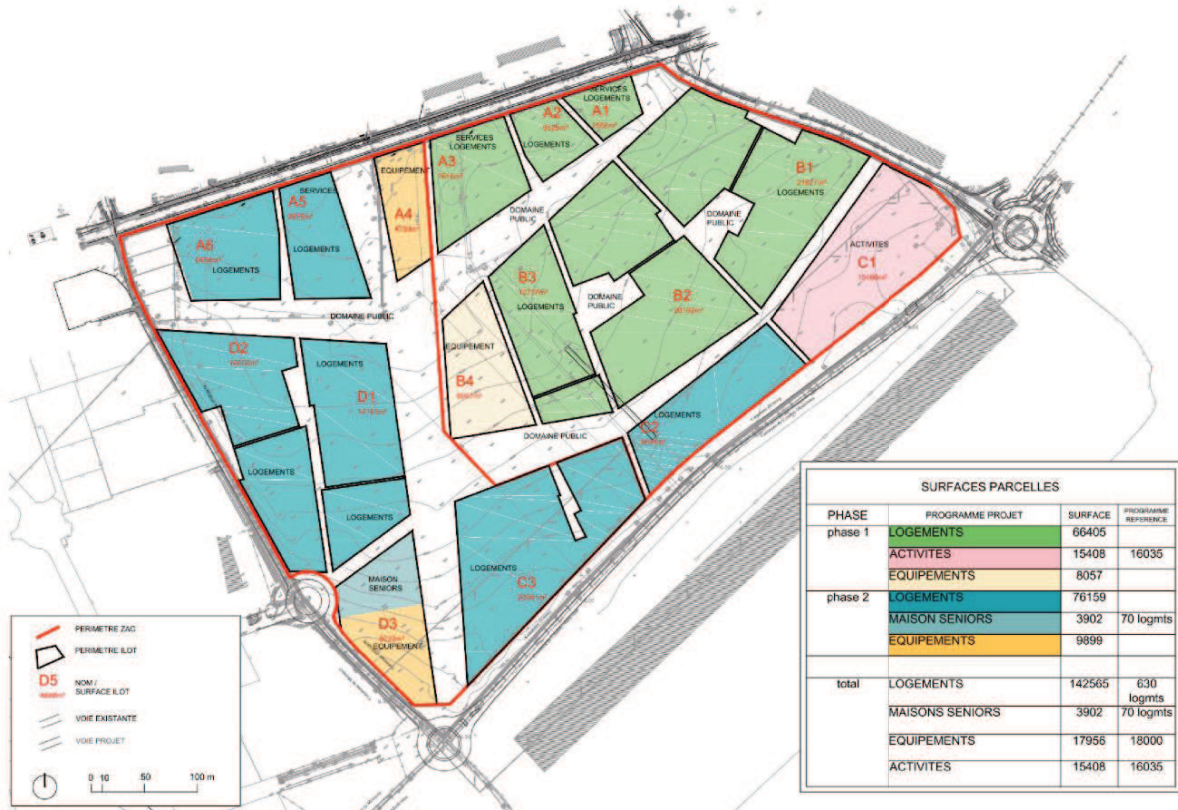 SERVICES
LOGEMENTS
A1
A2
LOGEMENTS
SERVICES
LOGEMENTS
A3
EQUIPEMENT
A4
SERVICES
A5
LOGEMENTS
A6
LOGEMENTS
B1
LOGEMENTS
DOMAINE
PUBLIC
DOMAINE
PUBLIC
ACTIVITES
C1
B3
LOGEMENTS
B2
DOMAINE
PUBLIC
DOMAINE PUBLIC
EQUIPEMENT
B4
D2
LOGEMENTS
D1
LOGEMENTS
C2
DOMAINE PUBLIC
LOGEMENTS
LOGEMENTS
LOGEMENTS
C3
MAISON
SENIORS
D3
EQUIPEMENT
PERIMETRE ZAC
PERIMETRE ILOT
D5
NOM /
SURFACE ILOT
VOIE EXISTANTE
VOIE PROJET
0 10 50 100 m
SURFACES PARCELLES
PHASE PROGRAMME PROJET SURFACE PROGRAMME REFERENCE
phase 1 LOGEMENTS 66405
ACTIVITES 15408 16035
EQUIPEMENTS 8057
phase 2 LOGEMENTS 76159
MAISON SENIORS 3902 70 logmts
EQUIPEMENTS 9899
total LOGEMENTS 142565 630 logmts
MAISONS SENIORS 3902 70 logmts
EQUIPEMENTS 17956 18000
ACTIVITES 15408 16035